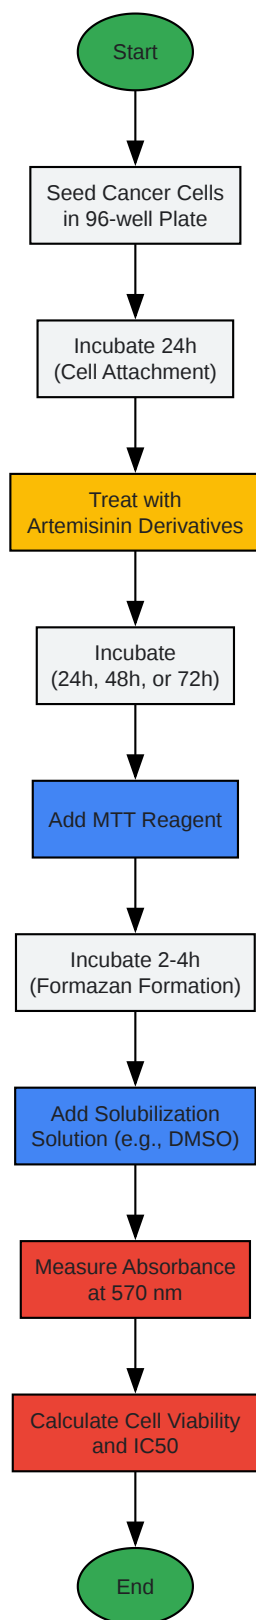 Start
Seed Cancer Cells
in 96-well Plate
Incubate 24h
(Cell Attachment)
Treat with
Artemisinin Derivatives
Incubate
(24h, 48h, or 72h)
Add MTT Reagent
Incubate 2-4h
(Formazan Formation)
Add Solubilization
Solution (e.g., DMSO)
Measure Absorbance
at 570 nm
Calculate Cell Viability
and IC50
End